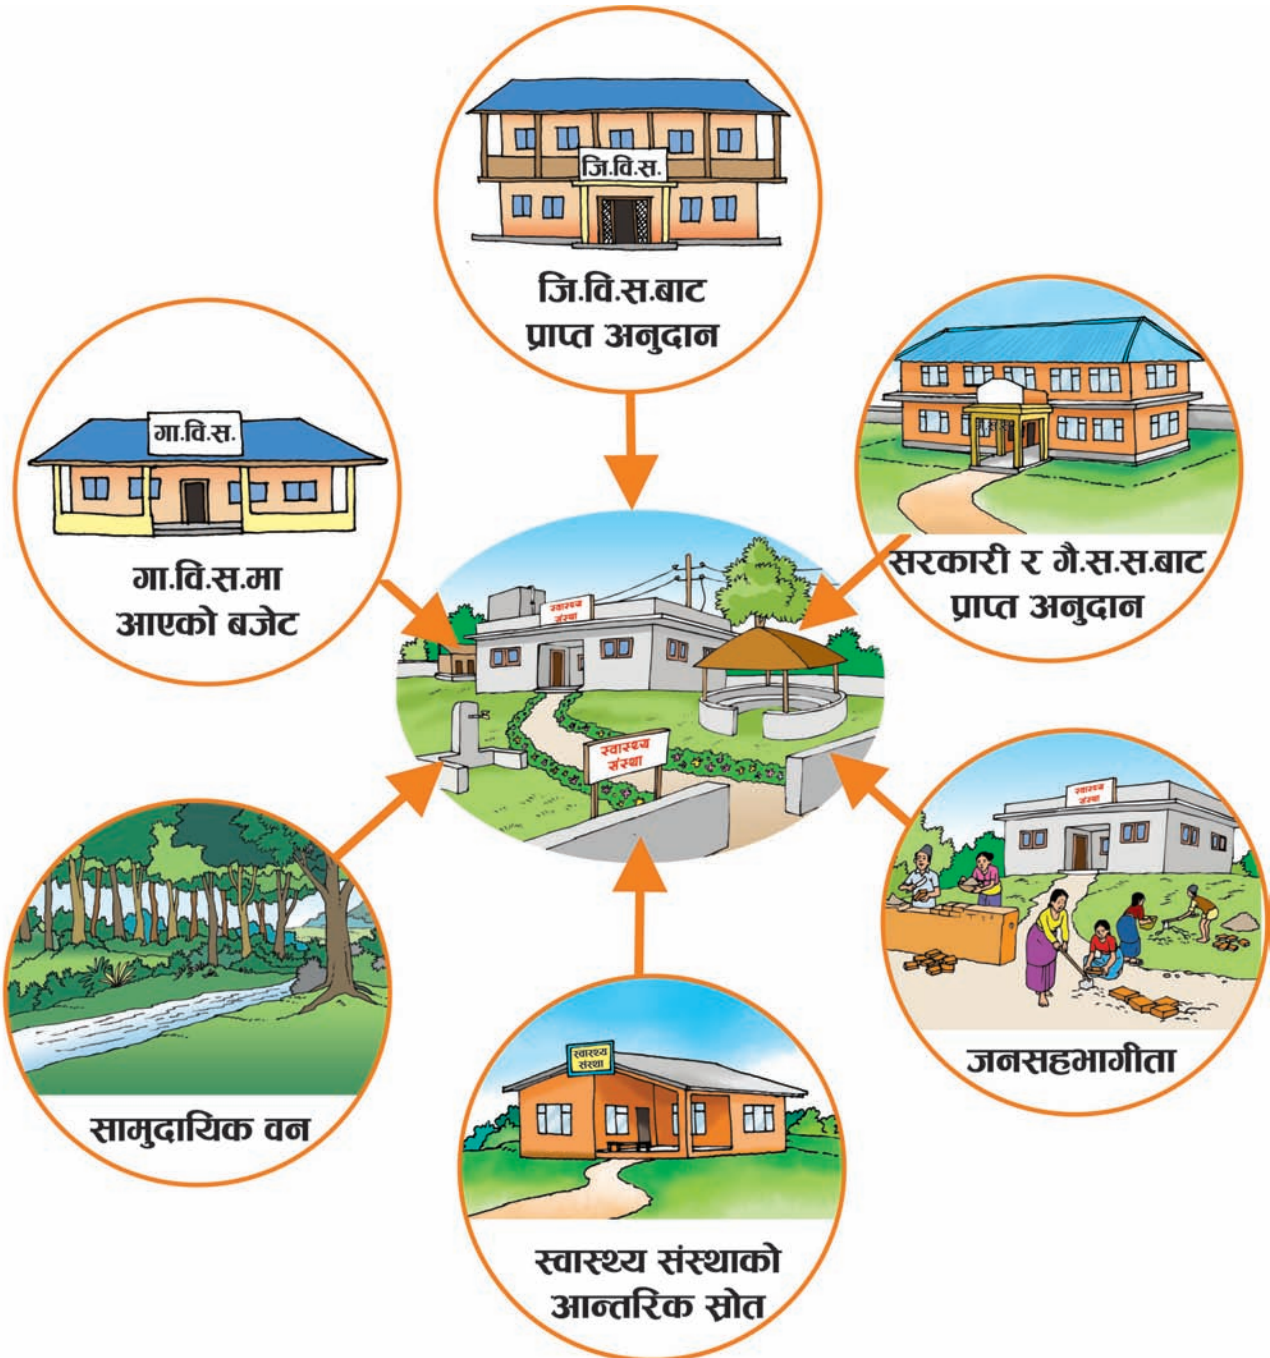 जि.वि.स.
जि.वि.स.बाट
प्राप्त अनुदान
गा.वि.स.
गा.वि.स.मा
आएको बजेट
सरकारी र गै.स.स.बाट
प्राप्त अनुदान
स्वास्थ्य
संस्था
स्वास्थ्य
संस्था
सामुदायिक वन
स्वास्थ्य
संस्था
जनसहभागीता
स्वास्थ्य
संस्था
स्वास्थ्य संस्थाको
आन्तरिक स्रोत